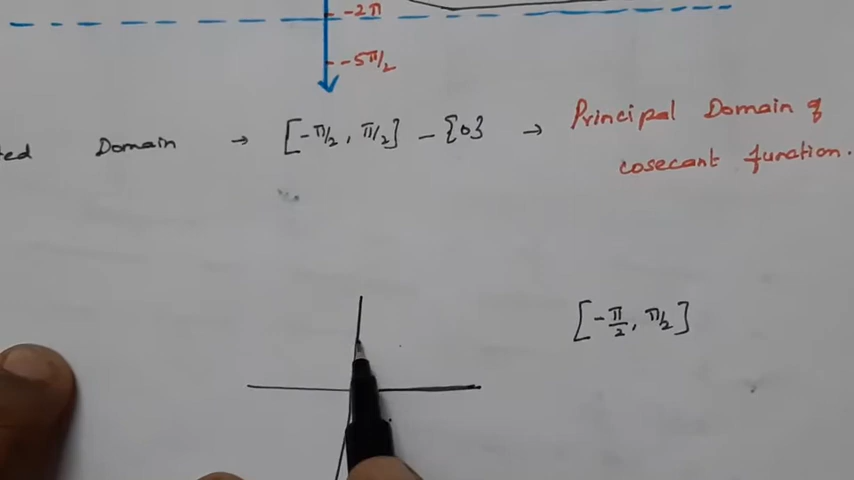 -2π
-5π/2
ted Domain → [-π/2, π/2] - {0} → Principal Domain of
cosecant function.
[-π/2, π/2]